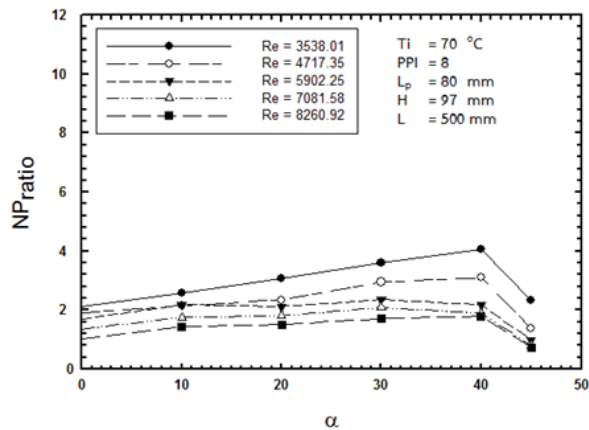 12
10
8
6
4
2
0
NPratio
Re = 3538.01
Re = 4717.35
Re = 5902.25
Re = 7081.58
Re = 8260.92
Ti = 70 °C
PPI = 8
Lp = 80 mm
H = 97 mm
L = 500 mm
0 10 20 30 40 50
α